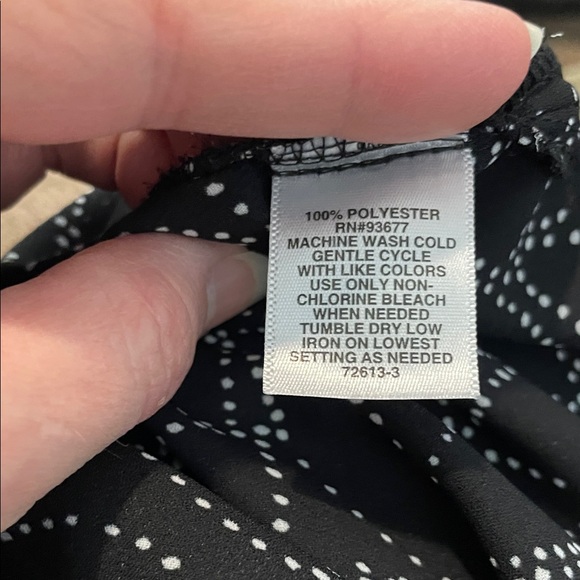 100% POLYESTER
RN#93677
MACHINE WASH COLD
GENTLE CYCLE
WITH LIKE COLORS
USE ONLY NON-
CHLORINE BLEACH
WHEN NEEDED
TUMBLE DRY LOW
IRON ON LOWEST
SETTING AS NEEDED
72613-3